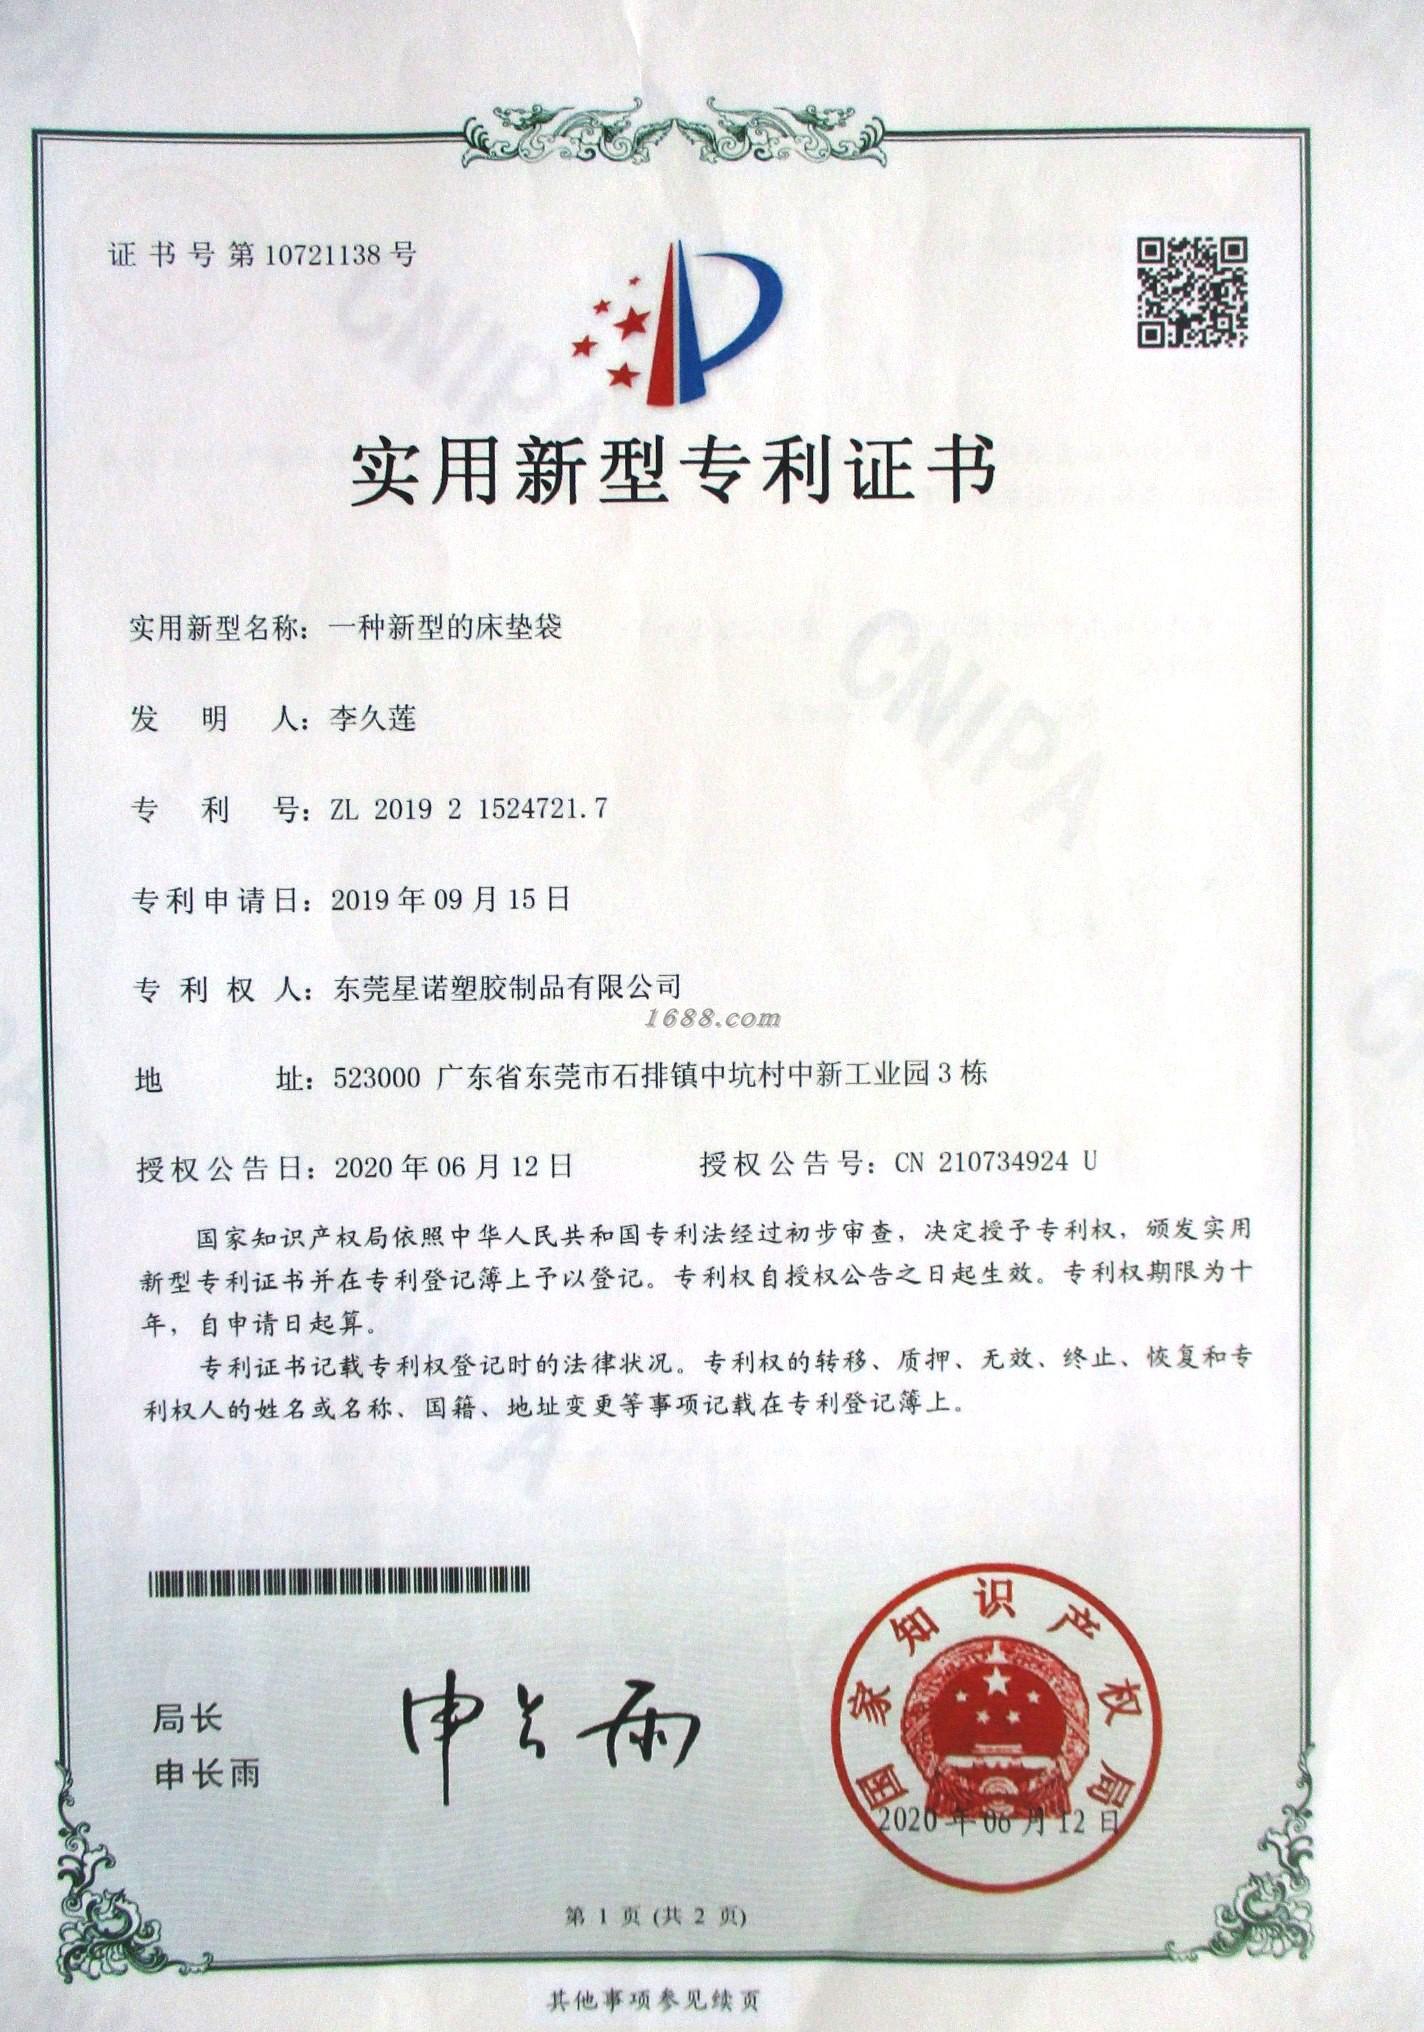 证书号第10721138号
实用新型专利证书
实用新型名称：一种新型的床垫袋
发明人：李久莲
专利号：ZL 2019 2 1524721.7
专利申请日：2019年09月15日
专利权人：东莞星诺塑胶制品有限公司
1688.com
地址：523000 广东省东莞市石排镇中坑村中新工业园3栋
授权公告日：2020年06月12日 授权公告号：CN 210734924 U
国家知识产权局依照中华人民共和国专利法经过初步审查，决定授予专利权，颁发实用
新型专利证书并在专利登记簿上予以登记。专利权自授权公告之日起生效。专利权期限为十
年，自申请日起算。
专利证书记载专利权登记时的法律状况。专利权的转移、质押、无效、终止、恢复和专
利权人的姓名或名称、国籍、地址变更等事项记载在专利登记簿上。
局长
申长雨
申长雨
国家知识产权局
2020年06月12日
第 1 页 (共 2 页)
其他事项参见续页
CNIPA
CNIPA